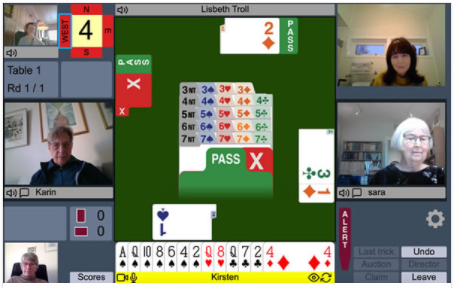 N
WEST
4
m
S
Lisbeth Troll
2♦
PASS
Table 1
Rd 1 / 1
PASS
X
X
3NT 3♠ 3♥ 3♦
4NT 4♠ 4♥ 4♦ 4♣
5NT 5♠ 5♥ 5♦ 5♣
6NT 6♠ 6♥ 6♦ 6♣
7NT 7♠ 7♥ 7♦ 7♣
PASS X
3♣
1♦
1♠
Karin
sara
0
0
ALERT
Last trick
Undo
Auction
Director
Claim
Leave
A Q 10 8 6 4 2 Q 8 Q 7 2 4 4
Scores
Kirsten